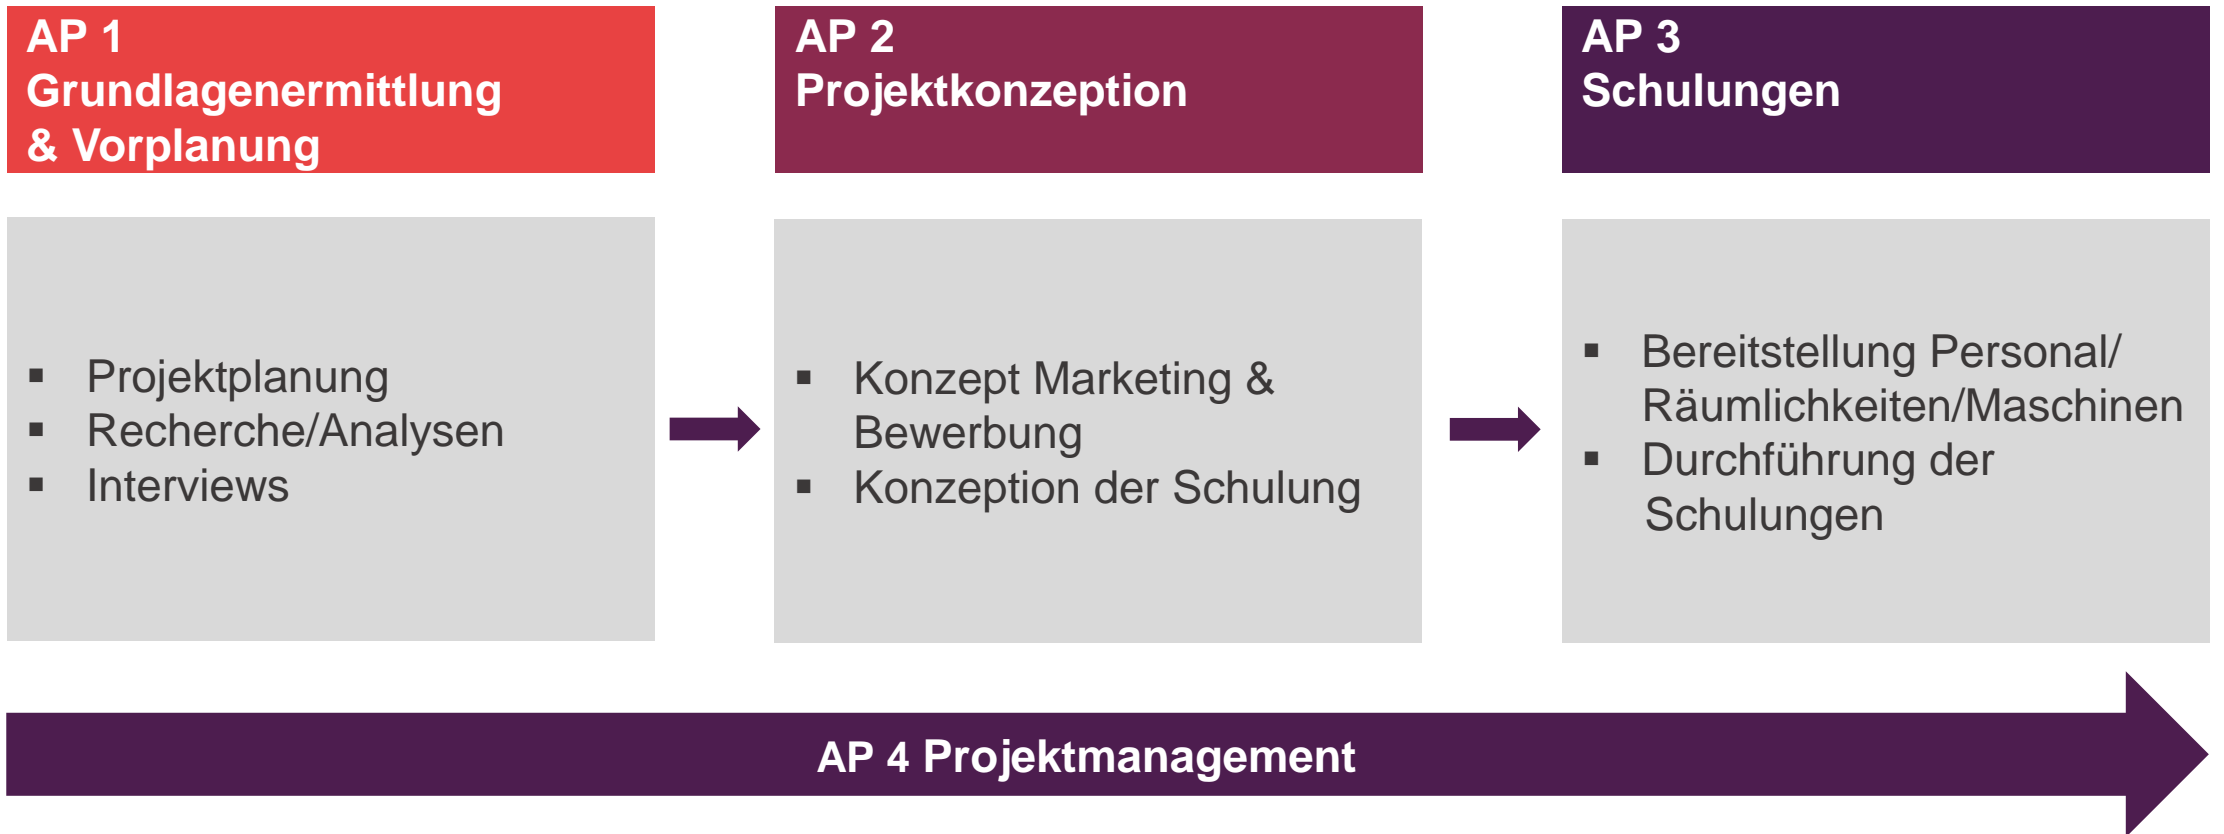 AP 1
Grundlagenermittlung
& Vorplanung
AP 2
Projektkonzeption
AP 3
Schulungen
▪ Projektplanung
▪ Recherche/Analysen
▪ Interviews
▪ Konzept Marketing &
Bewerbung
▪ Konzeption der Schulung
▪ Bereitstellung Personal/
Räumlichkeiten/Maschinen
▪ Durchführung der
Schulungen
AP 4 Projektmanagement